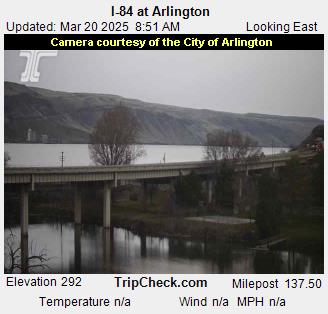 I-84 at Arlington
Updated: Mar 20 2025 8:51 AM Looking East
Camera courtesy of the City of Arlington
Elevation 292 TripCheck.com Milepost 137.50
Temperature n/a Wind n/a MPH n/a